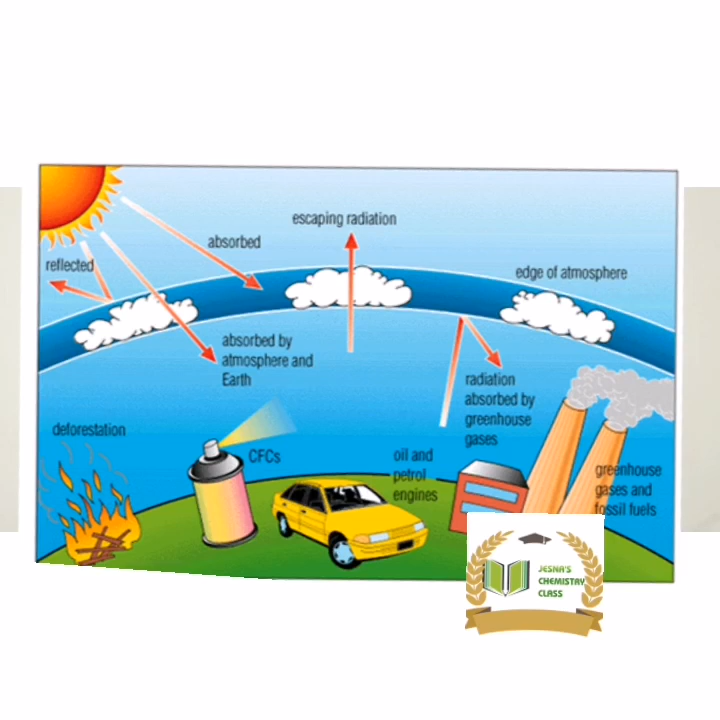 escaping radiation
absorbed
reflected
edge of atmosphere
absorbed by
atmosphere and
Earth
radiation
absorbed by
greenhouse
gases
deforestation
CFCs
oil and
petrol
engines
greenhouse
gases and
fossil fuels
JESNA'S
CHEMISTRY
CLASS